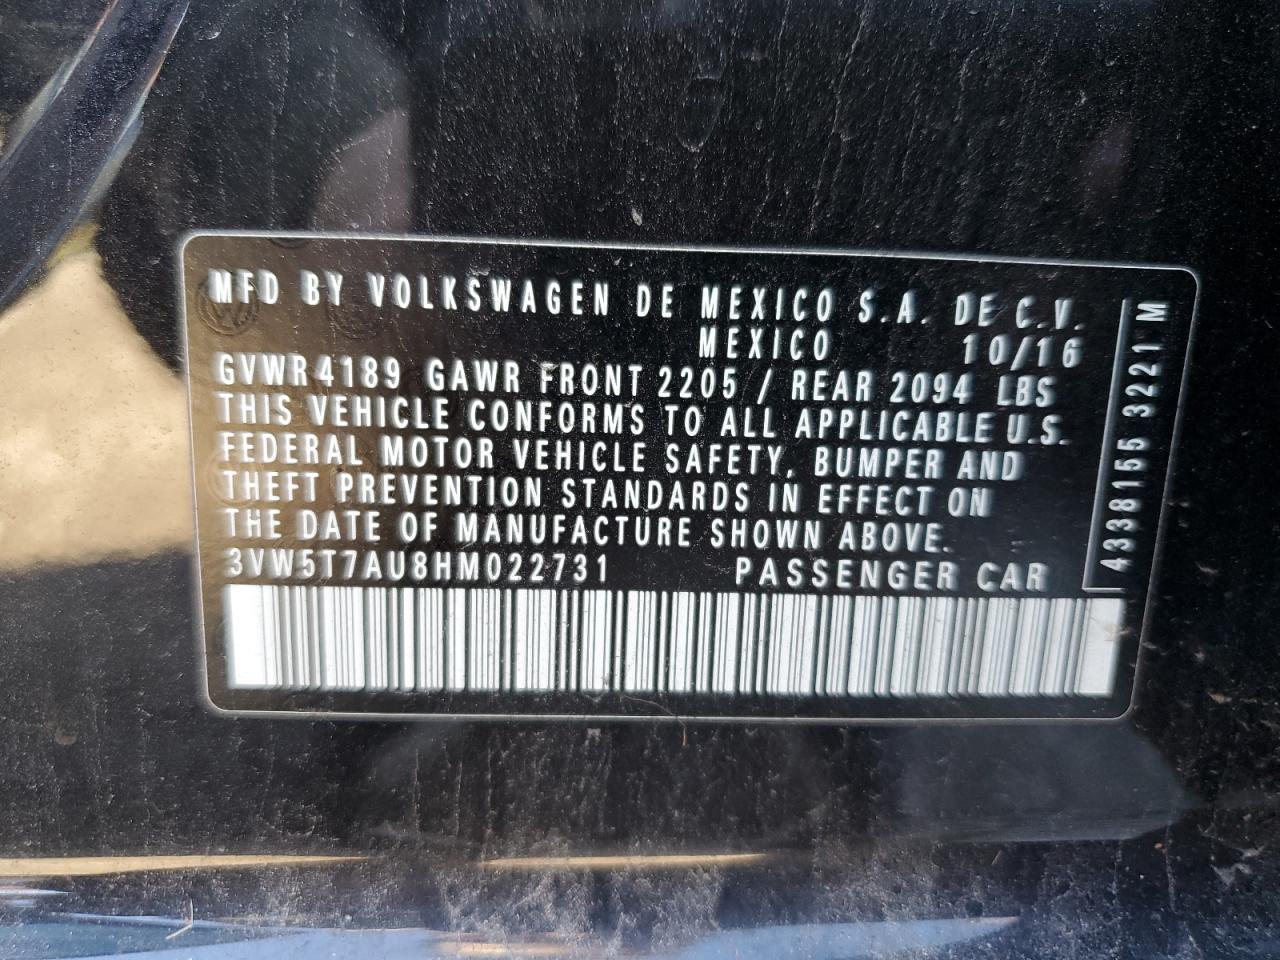 MFD BY VOLKSWAGEN DE MEXICO S.A. DE C.V.
MEXICO 10/16
GVWR 4189 GAWR FRONT 2205 / REAR 2094 LBS
THIS VEHICLE CONFORMS TO ALL APPLICABLE U.S.
FEDERAL MOTOR VEHICLE SAFETY, BUMPER AND
THEFT PREVENTION STANDARDS IN EFFECT ON
THE DATE OF MANUFACTURE SHOWN ABOVE.
3VW5T7AU8HM022731 PASSENGER CAR
4338155 3221 M